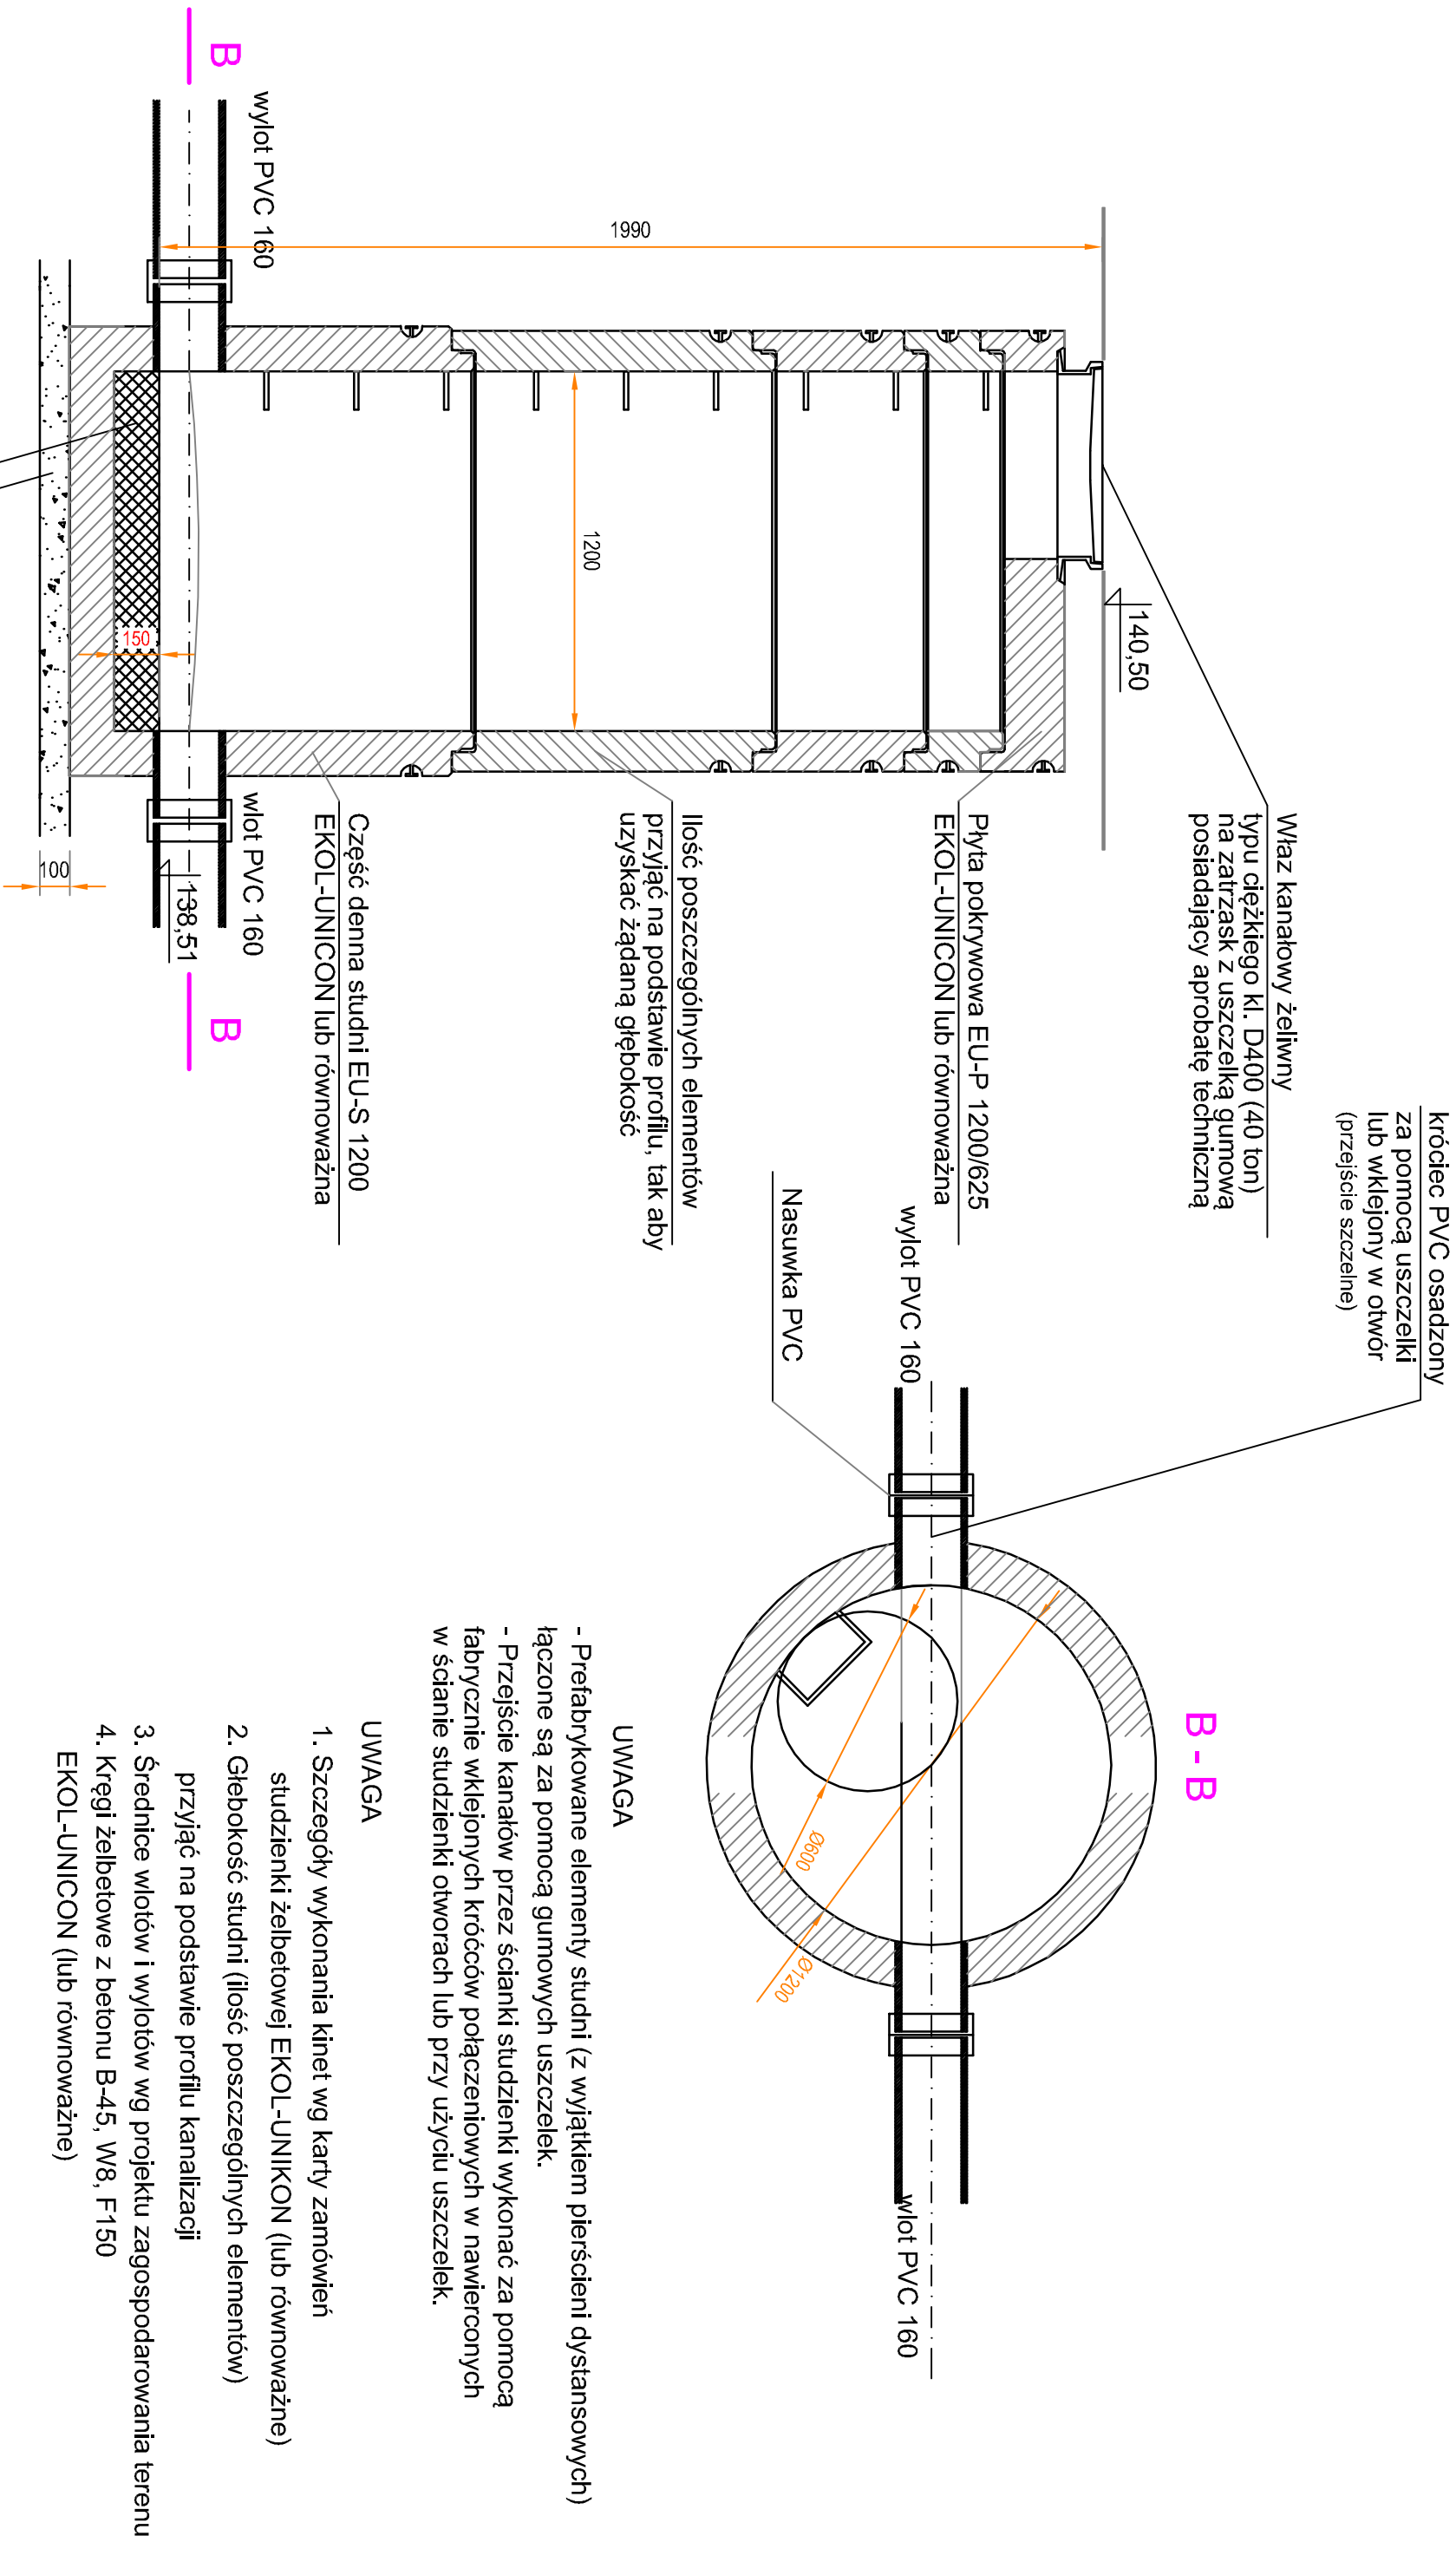 B
wylot PVC 160
1990
1200
150
100
140,50
138,51
wlot PVC 160
B
Właz kanałowy żeliwny
typu ciężkiego kl. D400 (40 ton)
na zatrzask z uszczelką gumową
posiadający aprobatę techniczną
Płyta pokrywowa EU-P 1200/625
EKOL-UNICON lub równoważna
Ilość poszczególnych elementów
przyjąć na podstawie profilu, tak aby
uzyskać żądaną głębokość
Część denna studni EU-S 1200
EKOL-UNICON lub równoważna
króciec PVC osadzony
za pomocą uszczelki
lub wklejony w otwór
(przejście szczelne)
B - B
wylot PVC 160
Nasuwka PVC
Ø600
Ø1200
wlot PVC 160
UWAGA
- Prefabrykowane elementy studni (z wyjątkiem pierścieni dystansowych)
łączone są za pomocą gumowych uszczelek.
- Przejście kanałów przez ścianki studzienki wykonać za pomocą
fabrycznie wklejonych króćców połączeniowych w nawierconych
w ścianie studzienki otworach lub przy użyciu uszczelek.
UWAGA
1. Szczegóły wykonania kinet wg karty zamówień
studzienki żelbetowej EKOL-UNIKON (lub równoważne)
2. Głebokość studni (ilość poszczególnych elementów)
przyjąć na podstawie profilu kanalizacji
3. Średnice wlotów i wylotów wg projektu zagospodarowania terenu
4. Kręgi żelbetowe z betonu B-45, W8, F150
EKOL-UNICON (lub równoważne)